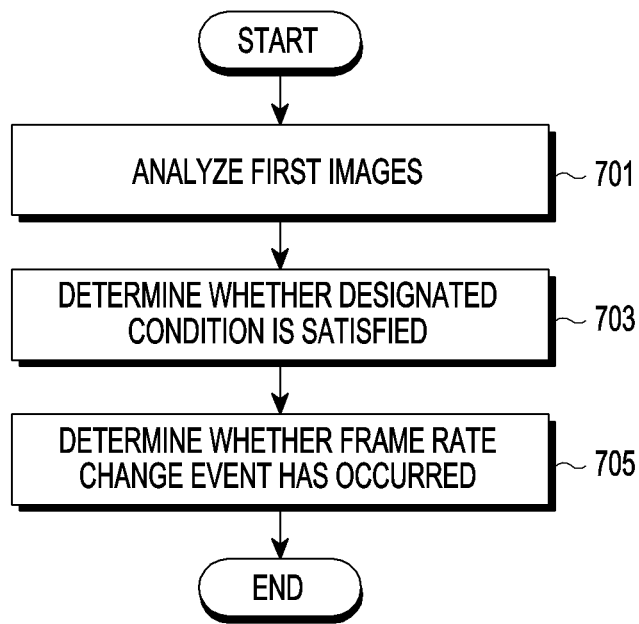 START
ANALYZE FIRST IMAGES
701
DETERMINE WHETHER DESIGNATED
CONDITION IS SATISFIED
703
DETERMINE WHETHER FRAME RATE
CHANGE EVENT HAS OCCURRED
705
END